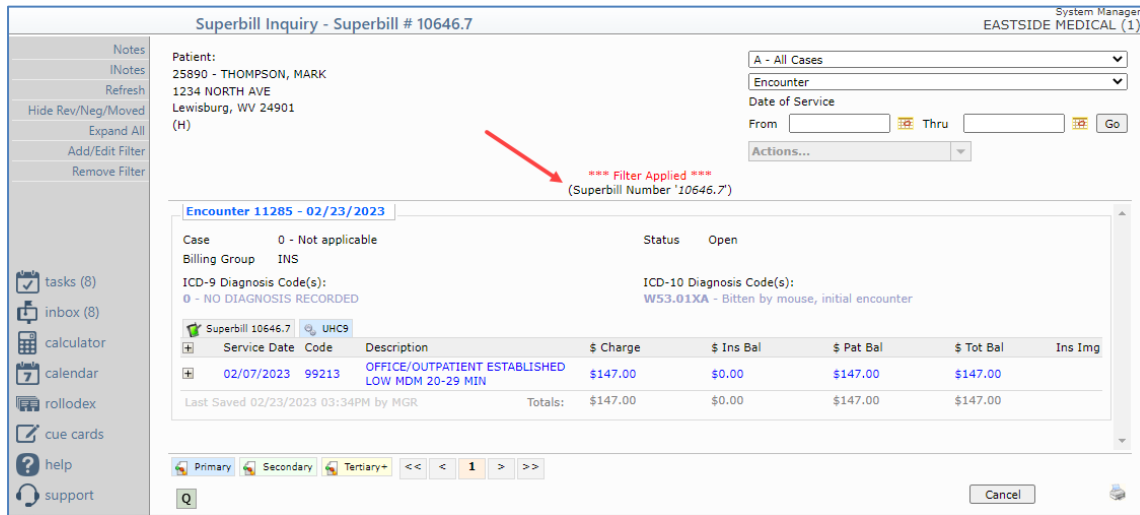 System Manager
Superbill Inquiry - Superbill # 10646.7
EASTSIDE MEDICAL (1)
Notes
INotes
Refresh
Hide Rev/Neg/Moved
Expand All
Add/Edit Filter
Remove Filter
tasks (8)
inbox (8)
calculator
7 calendar
rollodex
cue cards
? help
support
Patient:
25890 - THOMPSON, MARK
1234 NORTH AVE
Lewisburg, WV 24901
(H)
A - All Cases
Encounter
Date of Service
From Thru Go
Actions...
*** Filter Applied ***
(Superbill Number '10646.7')
Encounter 11285 - 02/23/2023
Case 0 - Not applicable Status Open
Billing Group INS
ICD-9 Diagnosis Code(s): ICD-10 Diagnosis Code(s):
0 - NO DIAGNOSIS RECORDED W53.01XA - Bitten by mouse, initial encounter
Superbill 10646.7 UHC9
+ Service Date Code Description $ Charge $ Ins Bal $ Pat Bal $ Tot Bal Ins Img
+ 02/07/2023 99213 OFFICE/OUTPATIENT ESTABLISHED LOW MDM 20-29 MIN $147.00 $0.00 $147.00 $147.00
Last Saved 02/23/2023 03:34PM by MGR Totals: $147.00 $0.00 $147.00 $147.00
Primary Secondary Tertiary+ << < 1 > >>
Q Cancel